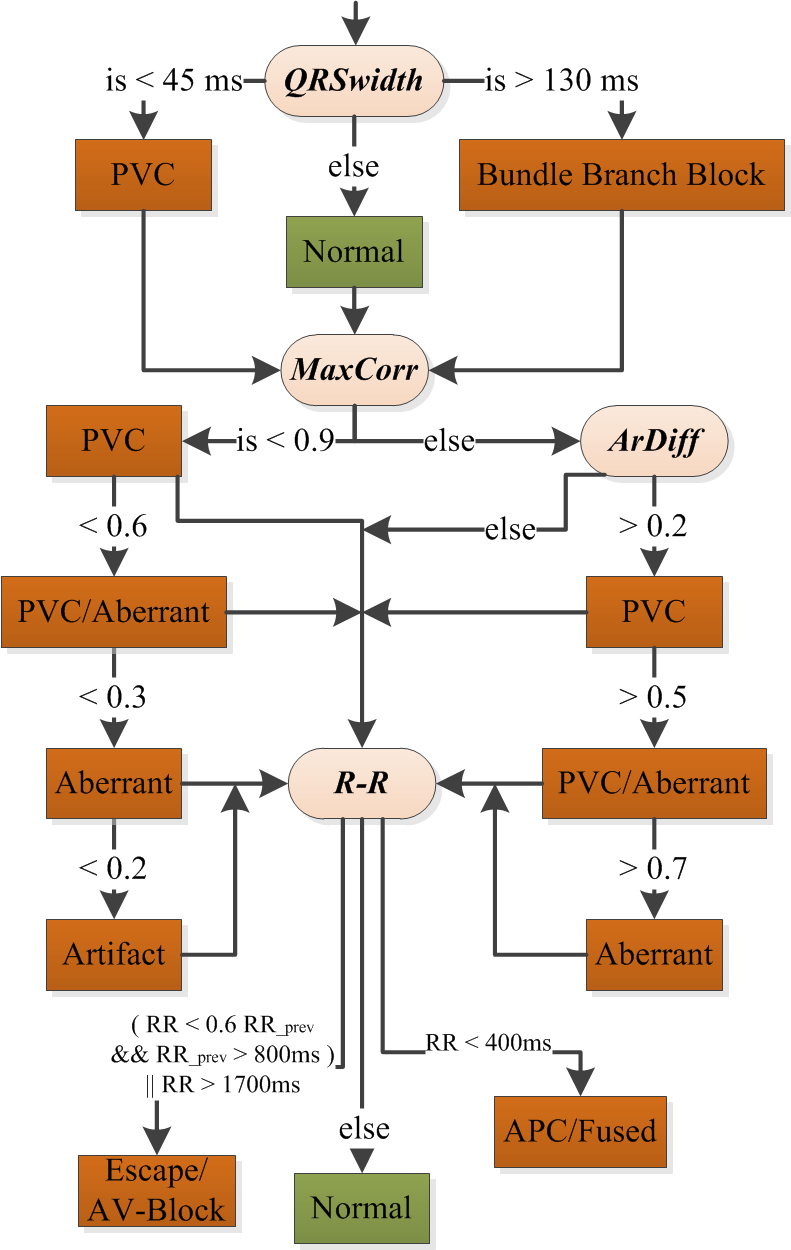 QRSwidth
is < 45 ms
is > 130 ms
PVC
else
Bundle Branch Block
Normal
MaxCorr
PVC
is < 0.9
else
ArDiff
< 0.6
else
> 0.2
PVC/Aberrant
PVC
< 0.3
> 0.5
Aberrant
R-R
PVC/Aberrant
< 0.2
> 0.7
Artifact
Aberrant
( RR < 0.6 RR_prev
&& RR_prev > 800ms )
|| RR > 1700ms
RR < 400ms
else
APC/Fused
Escape/
AV-Block
Normal